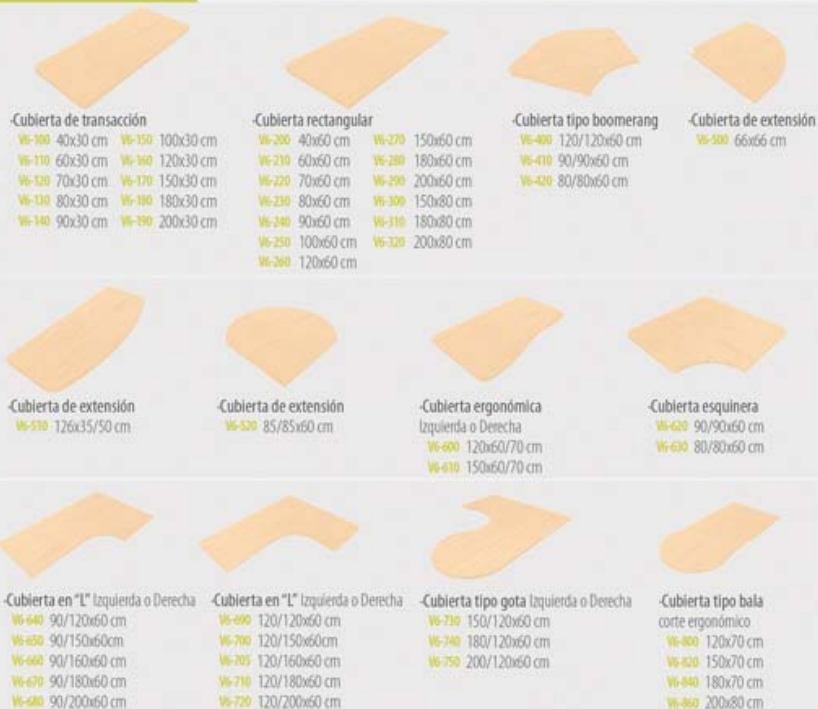 -Cubierta de transacción
V6-100 40x30 cm V6-150 100x30 cm
V6-110 60x30 cm V6-160 120x30 cm
V6-120 70x30 cm V6-170 150x30 cm
V6-130 80x30 cm V6-180 180x30 cm
V6-140 90x30 cm V6-190 200x30 cm
-Cubierta rectangular
V6-200 40x60 cm V6-270 150x60 cm
V6-210 60x60 cm V6-280 180x60 cm
V6-220 70x60 cm V6-290 200x60 cm
V6-230 80x60 cm V6-300 150x80 cm
V6-240 90x60 cm V6-310 180x80 cm
V6-250 100x60 cm V6-320 200x80 cm
V6-260 120x60 cm
-Cubierta tipo boomerang
V6-400 120/120x60 cm
V6-410 90/90x60 cm
V6-420 80/80x60 cm
-Cubierta de extensión
V6-500 66x66 cm
-Cubierta de extensión
V6-510 126x35/50 cm
-Cubierta de extensión
V6-520 85/85x60 cm
-Cubierta ergonómica
Izquierda o Derecha
V6-600 120x60/70 cm
V6-610 150x60/70 cm
-Cubierta esquinera
V6-620 90/90x60 cm
V6-630 80/80x60 cm
-Cubierta en "L" Izquierda o Derecha
V6-640 90/120x60 cm
V6-650 90/150x60cm
V6-660 90/160x60 cm
V6-670 90/180x60 cm
V6-680 90/200x60 cm
-Cubierta en "L" Izquierda o Derecha
V6-690 120/120x60 cm
V6-700 120/150x60cm
V6-705 120/160x60 cm
V6-710 120/180x60 cm
V6-720 120/200x60 cm
-Cubierta tipo gota Izquierda o Derecha
V6-730 150/120x60 cm
V6-740 180/120x60 cm
V6-750 200/120x60 cm
-Cubierta tipo bala
corte ergonómico
V6-800 120x70 cm
V6-820 150x70 cm
V6-840 180x70 cm
V6-860 200x80 cm